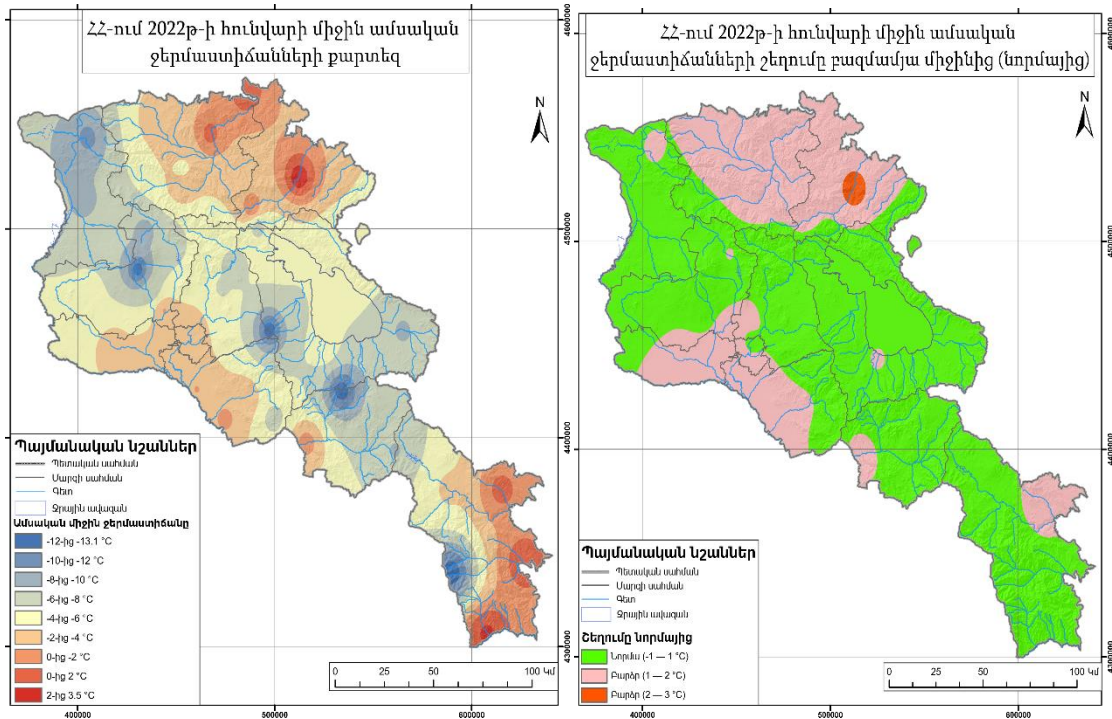 ՀՀ-ում 2022թ-ի հունվարի միջին ամսական
ջերմաստիճանների քարտեզ
N
Պայմանական նշաններ
Պետական սահման
Մարզի սահման
Գետ
Ջրային ավազան
Ամսական միջին ջերմաստիճանը
-12-ից -13.1 °C
-10-ից -12 °C
-8-ից -10 °C
-6-ից -8 °C
-4-ից -6 °C
-2-ից -4 °C
0-ից -2 °C
0-ից 2 °C
2-ից 3.5 °C
0 25 50 100 Կմ
400000 500000 600000
4600000
4500000
4400000
4300000
ՀՀ-ում 2022թ-ի հունվարի միջին ամսական
ջերմաստիճանների շեղումը բազմամյա միջինից (նորմայից)
N
Պայմանական նշաններ
Պետական սահման
Մարզի սահման
Գետ
Ջրային ավազան
Շեղումը նորմայից
Նորմա (-1 — 1 °C)
Բարձր (1 — 2 °C)
Բարձր (2 — 3 °C)
0 25 50 100 Կմ
400000 500000 600000
4600000
4500000
4400000
4300000